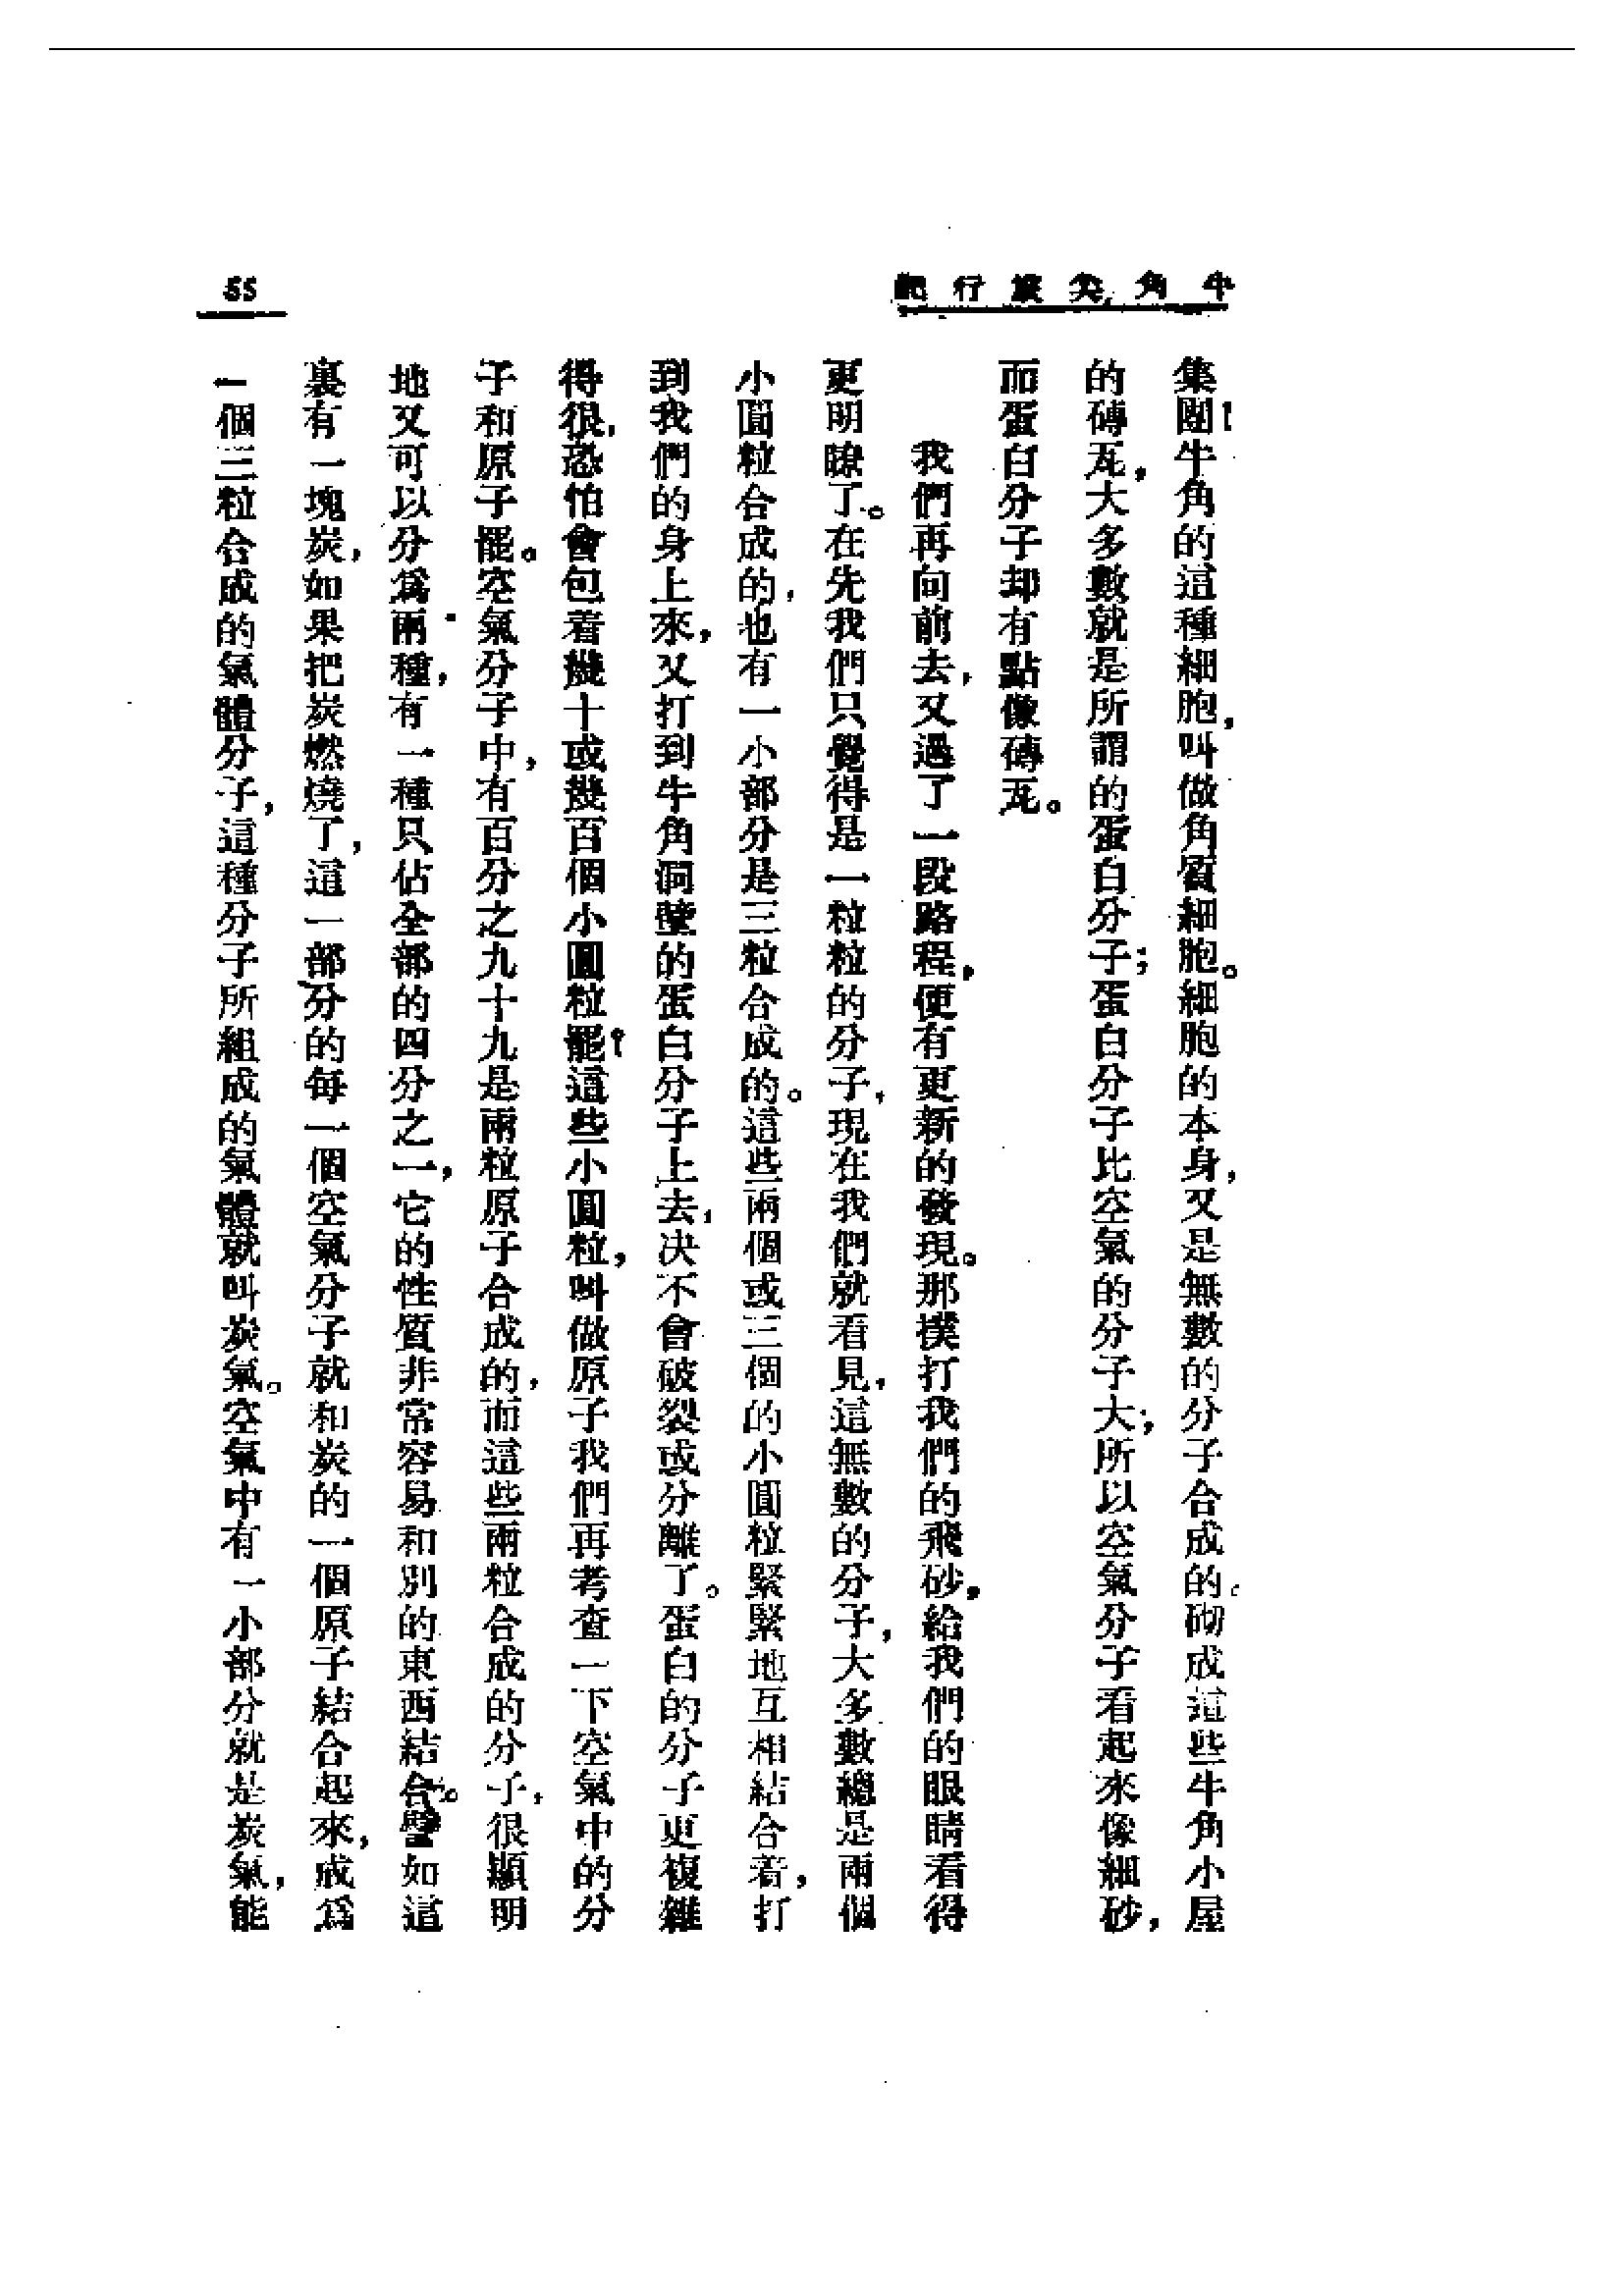 牛角尖旅行記
55
集團！牛角的這種細胞，叫做角質細胞。細胞的本身，又是無數的分子合成的。砌成這些牛角小屋
的磚瓦，大多數就是所謂的蛋白分子；蛋白分子比空氣的分子大；所以空氣分子看起來像細砂，
而蛋白分子却有點像磚瓦。
我們再向前去，又過了一段路程，便有更新的發現。那撲打我們的飛砂，給我們的眼睛看得
更明瞭了。在先我們只覺得是一粒粒的分子，現在我們就看見，這無數的分子，大多數總是兩個
小圓粒合成的，也有一小部分是三粒合成的。這些兩個或三個的小圓粒緊緊地互相結合着，打
到我們的身上來，又打到牛角洞壁的蛋白分子上去，決不會破裂或分離了。蛋白的分子更複雜
得很，恐怕會包着幾十或幾百個小圓粒罷！這些小圓粒，叫做原子我們再考查一下空氣中的分
子和原子罷。空氣分子中，有百分之九十九是兩粒原子合成的，而這些兩粒合成的分子，很顯明
地又可以分爲兩種，有一種只佔全部的四分之一，它的性質非常容易和別的東西結合。譬如這
裏有一塊炭，如果把炭燃燒了，這一部分的每一個空氣分子就和炭的一個原子結合起來，成爲
一個三粒合成的氣體分子，這種分子所組成的氣體就叫炭氣。空氣中有一小部分就是炭氣，能